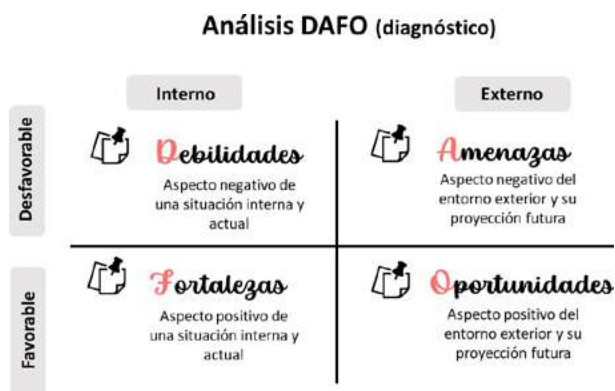 Análisis DAFO (diagnóstico)
Interno
Externo
Desfavorable
Debilidades
Aspecto negativo de
una situación interna y
actual
Amenazas
Aspecto negativo del
entorno exterior y su
proyección futura
Favorable
Fortalezas
Aspecto positivo de
una situación interna y
actual
Oportunidades
Aspecto positivo del
entorno exterior y su
proyección futura